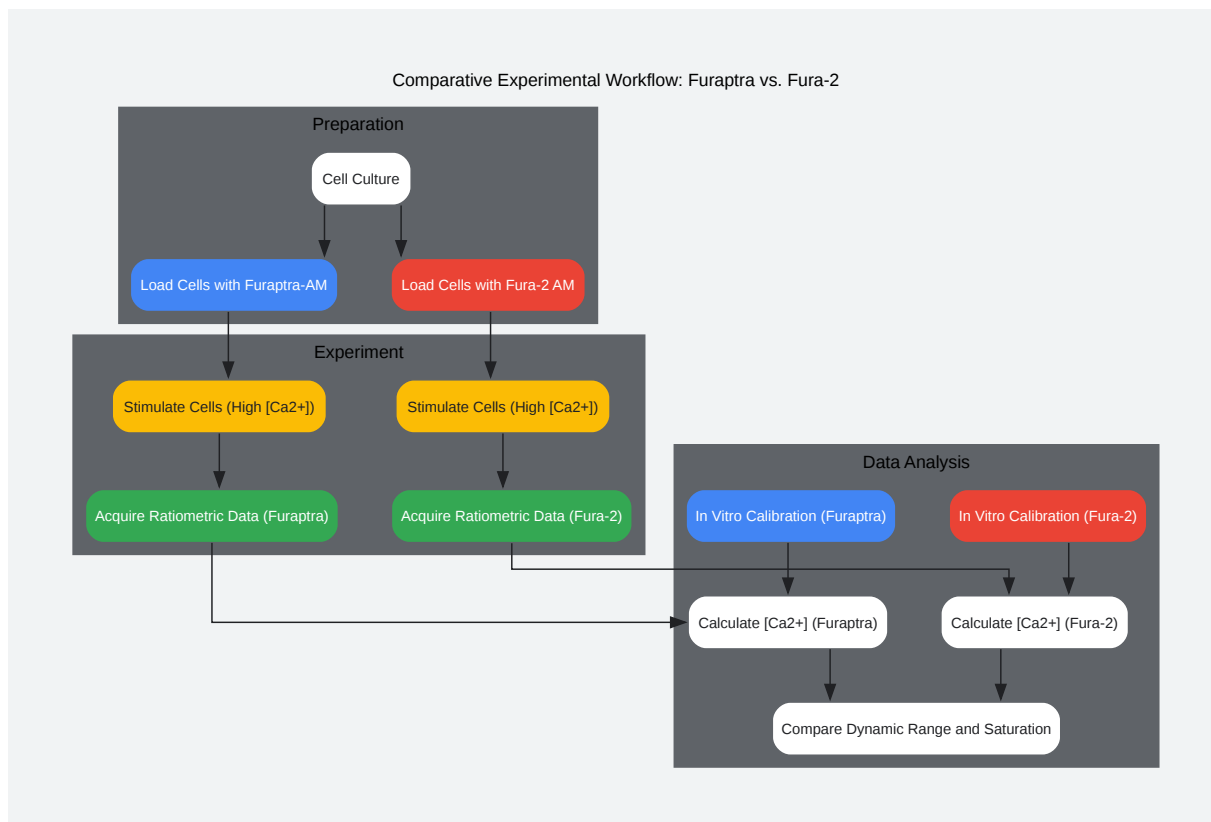 Comparative Experimental Workflow: Furaptra vs. Fura-2
Preparation
Cell Culture
Load Cells with Furaptra-AM
Load Cells with Fura-2 AM
Experiment
Stimulate Cells (High [Ca2+])
Stimulate Cells (High [Ca2+])
Acquire Ratiometric Data (Furaptra)
Acquire Ratiometric Data (Fura-2)
Data Analysis
In Vitro Calibration (Furaptra)
In Vitro Calibration (Fura-2)
Calculate [Ca2+] (Furaptra)
Calculate [Ca2+] (Fura-2)
Compare Dynamic Range and Saturation